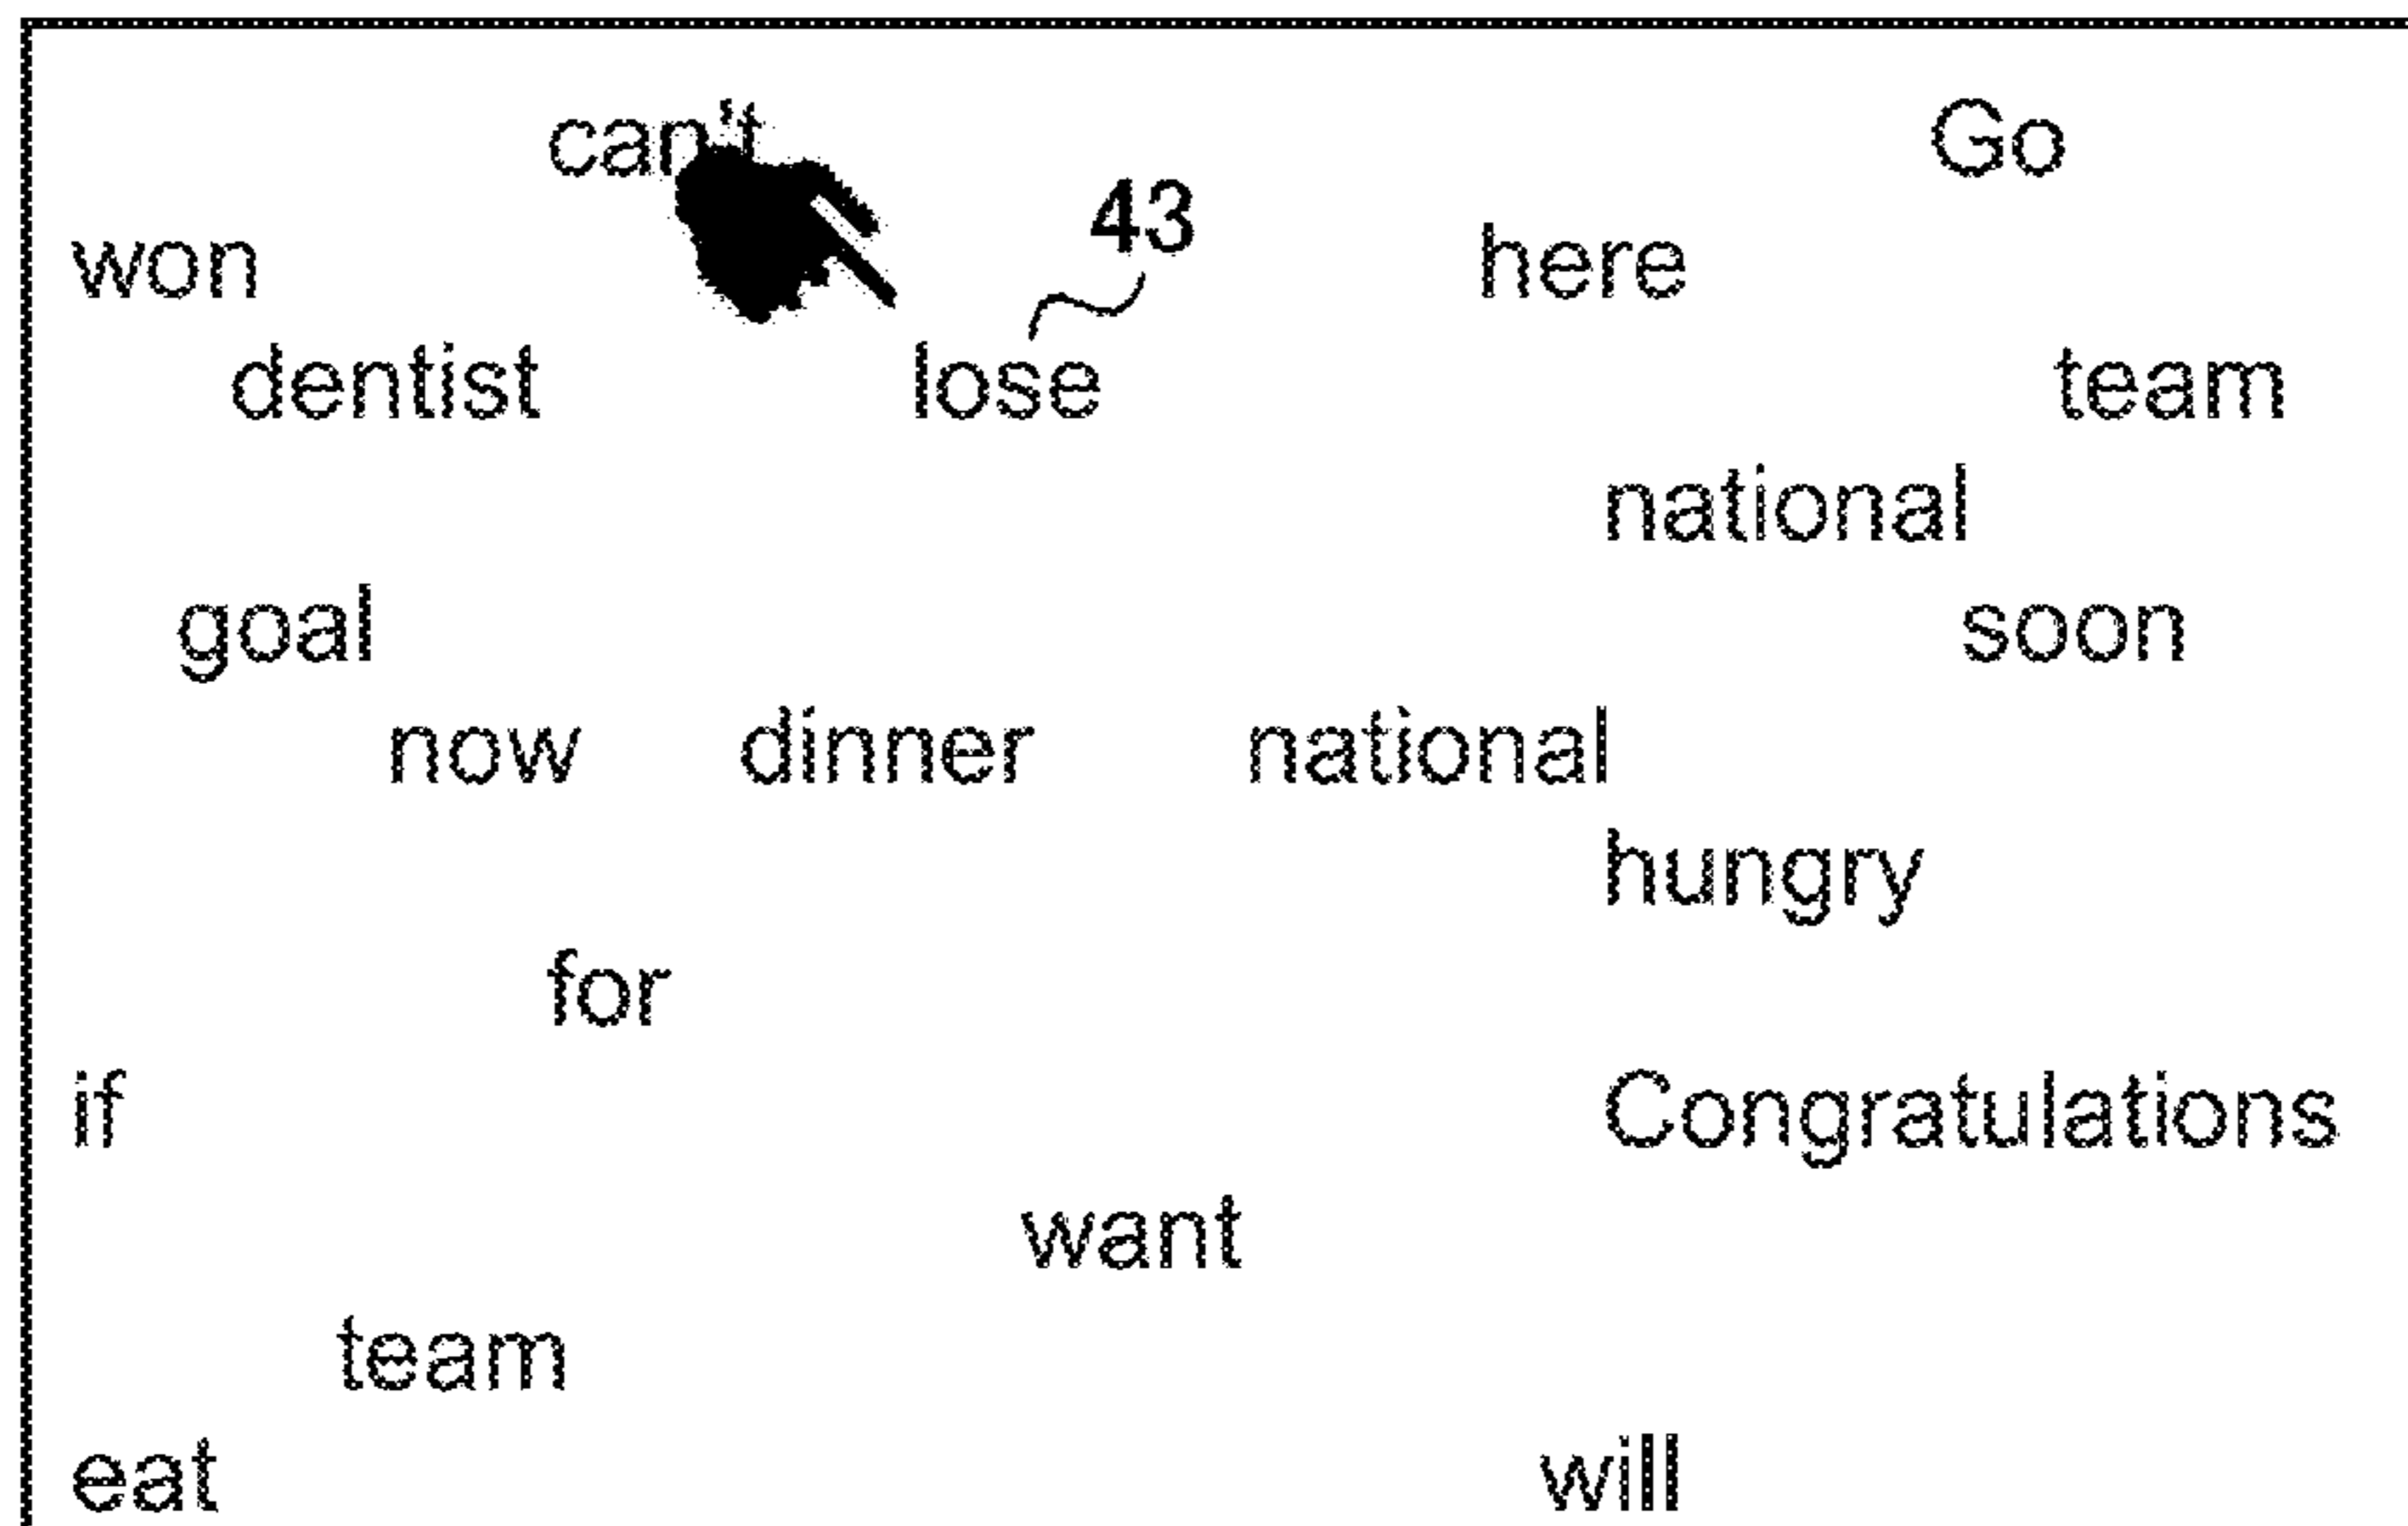 can't Go
43
won here
dentist lose team
national
goal soon
now dinner national
hungry
for
if Congratulations
want
team
eat will